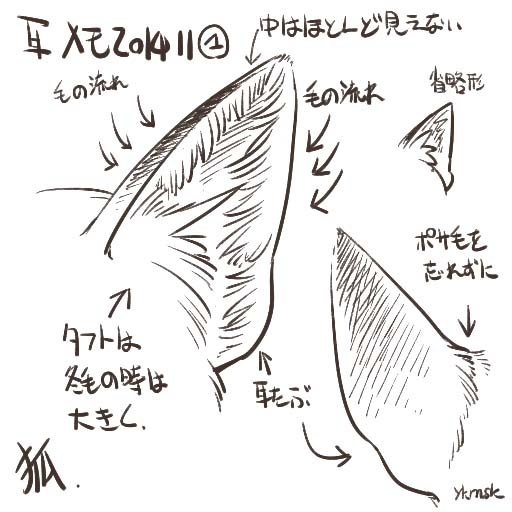 耳メモ201411①
中はほとんど見えない
毛の流れ
毛の流れ
省略形
ポサ毛を
忘れずに
タフトは
冬毛の時は
大きく.
耳たぶ
狐.
ykmsk